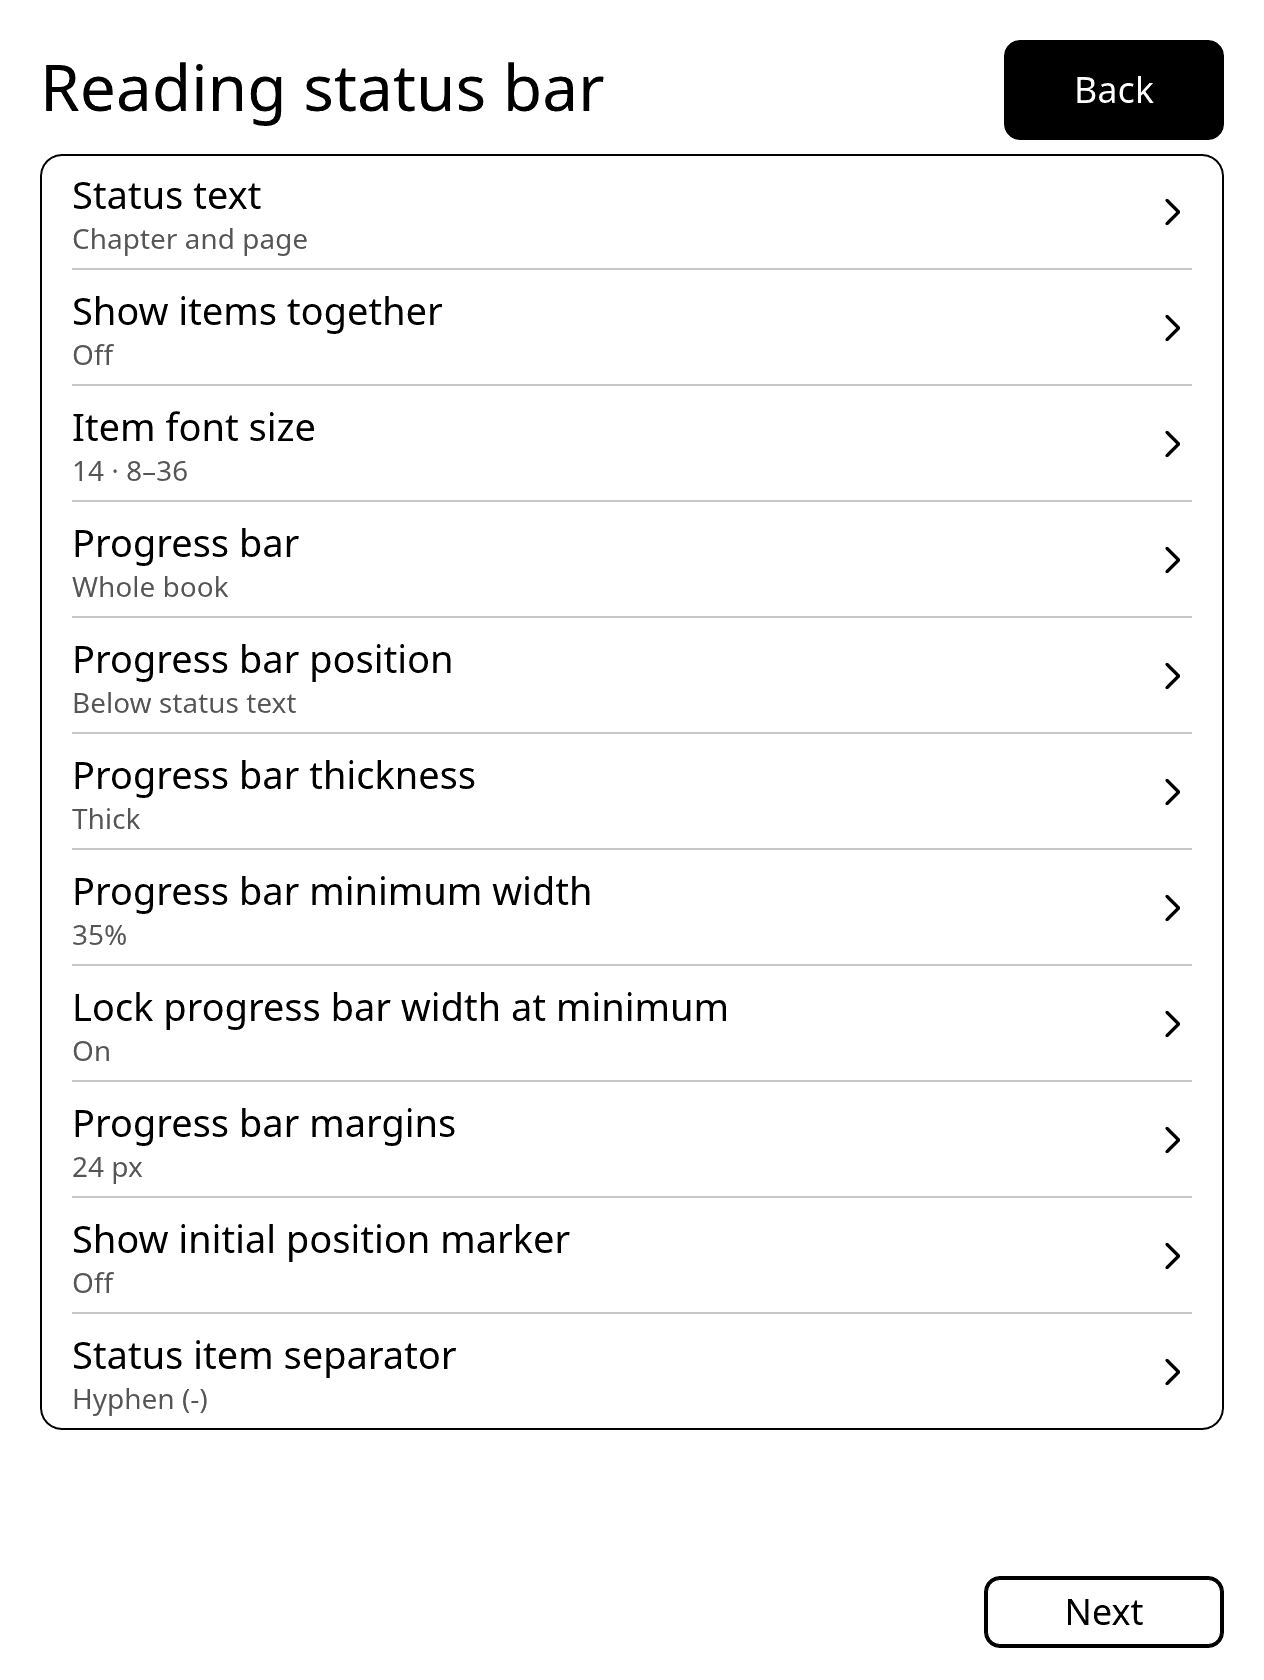 Reading status bar
Back
Status text
Chapter and page
Show items together
Off
Item font size
14 · 8–36
Progress bar
Whole book
Progress bar position
Below status text
Progress bar thickness
Thick
Progress bar minimum width
35%
Lock progress bar width at minimum
On
Progress bar margins
24 px
Show initial position marker
Off
Status item separator
Hyphen (-)
Next